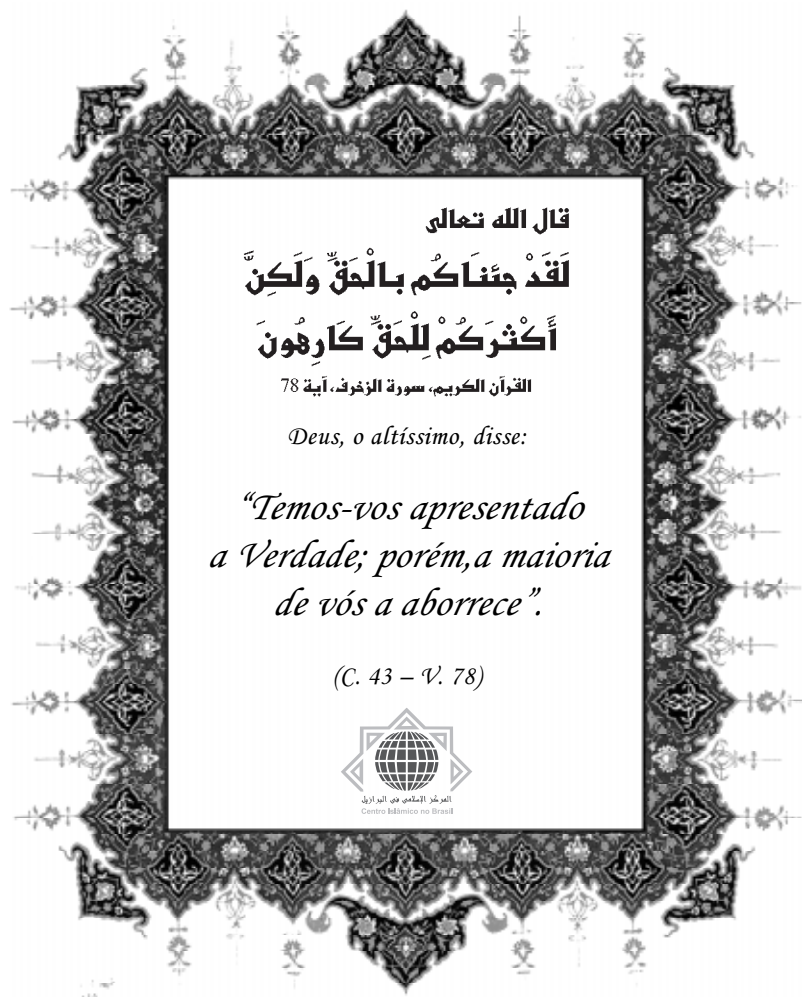 قال الله تعالى
لَقَدْ جِئنَاكُم بِالْحَقِّ وَلَكِنَّ
أَكْثَرَكُمْ لِلْحَقِّ كَارِهُونَ
القرآن الكريم، سورة الزخرف، آية 78
Deus, o altíssimo, disse:
“Temos-vos apresentado
a Verdade; porém,a maioria
de vós a aborrece”.
(C. 43 – V. 78)
المركز الإسلامي في البرازيل
Centro Islâmico no Brasil